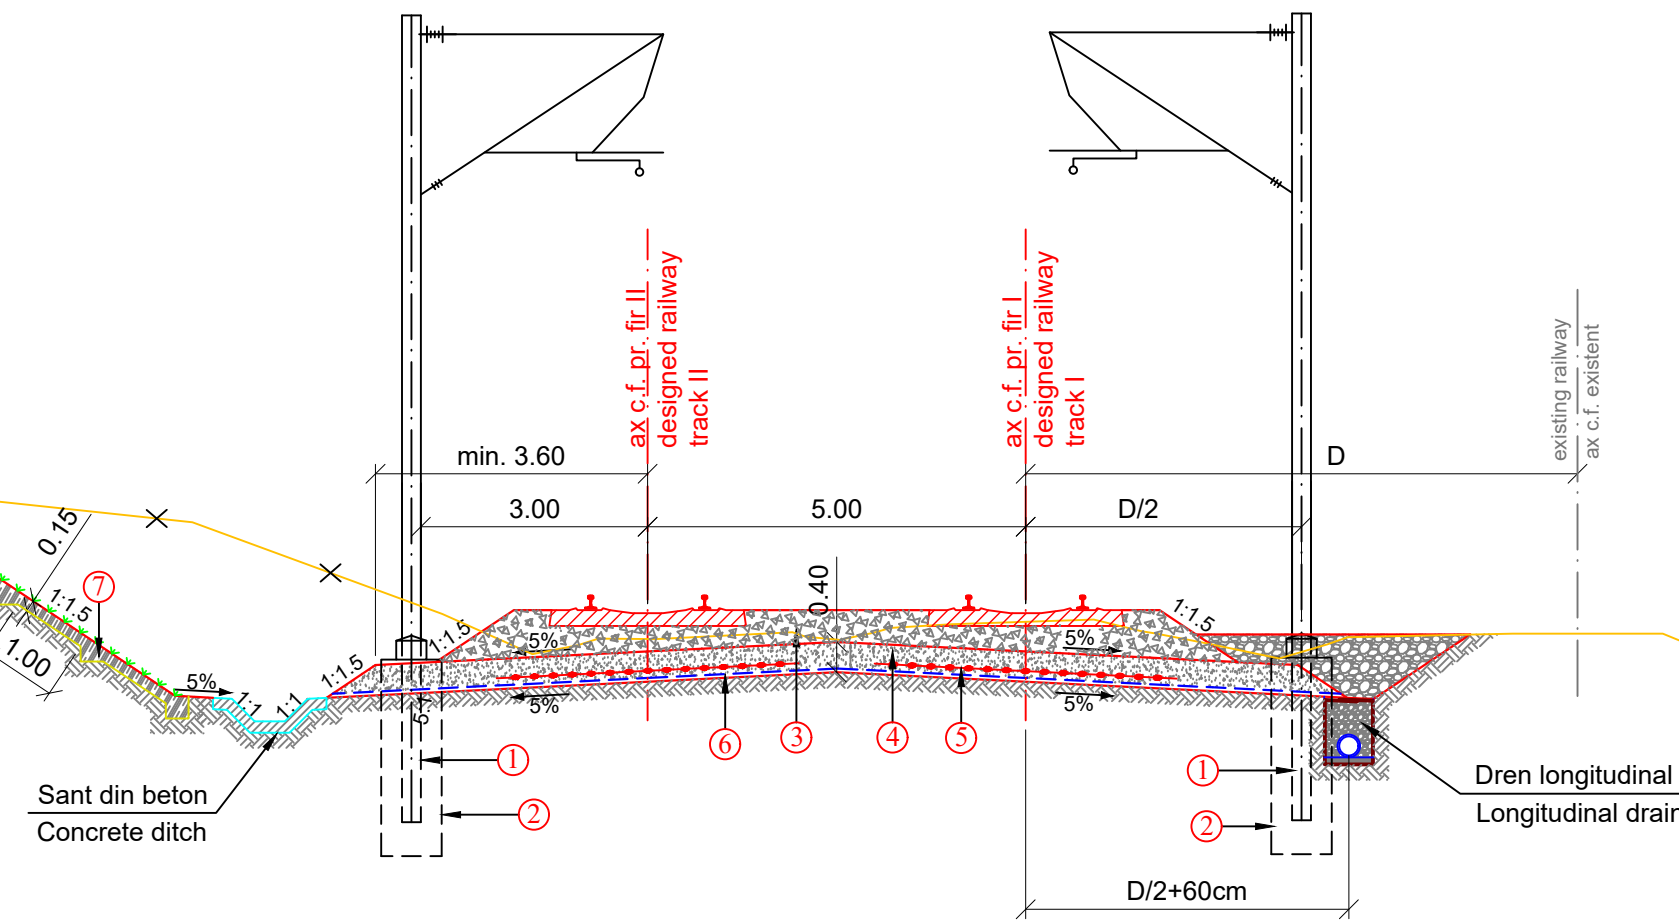 ax c.f. pr. fir II
designed railway
track II
ax c.f. pr. fir I
designed railway
track I
existing railway
ax c.f. existent
min. 3.60
D
3.00
5.00
D/2
0.15
1:1.5
7
1.00
5%
1:1
1:1
1:1.5
1:1.5
5%
0.40
5%
1:1.5
5%
5%
6
3
4
5
1
2
1
2
Sant din beton
Concrete ditch
Dren longitudinal
Longitudinal drain
D/2+60cm